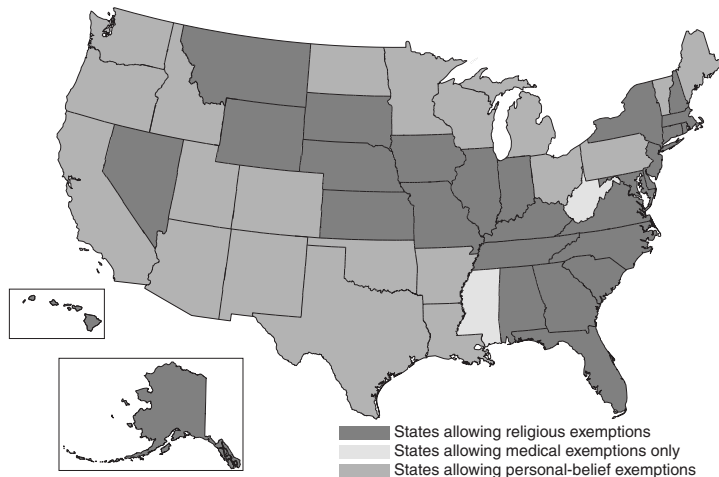 States allowing religious exemptions
States allowing medical exemptions only
States allowing personal-belief exemptions